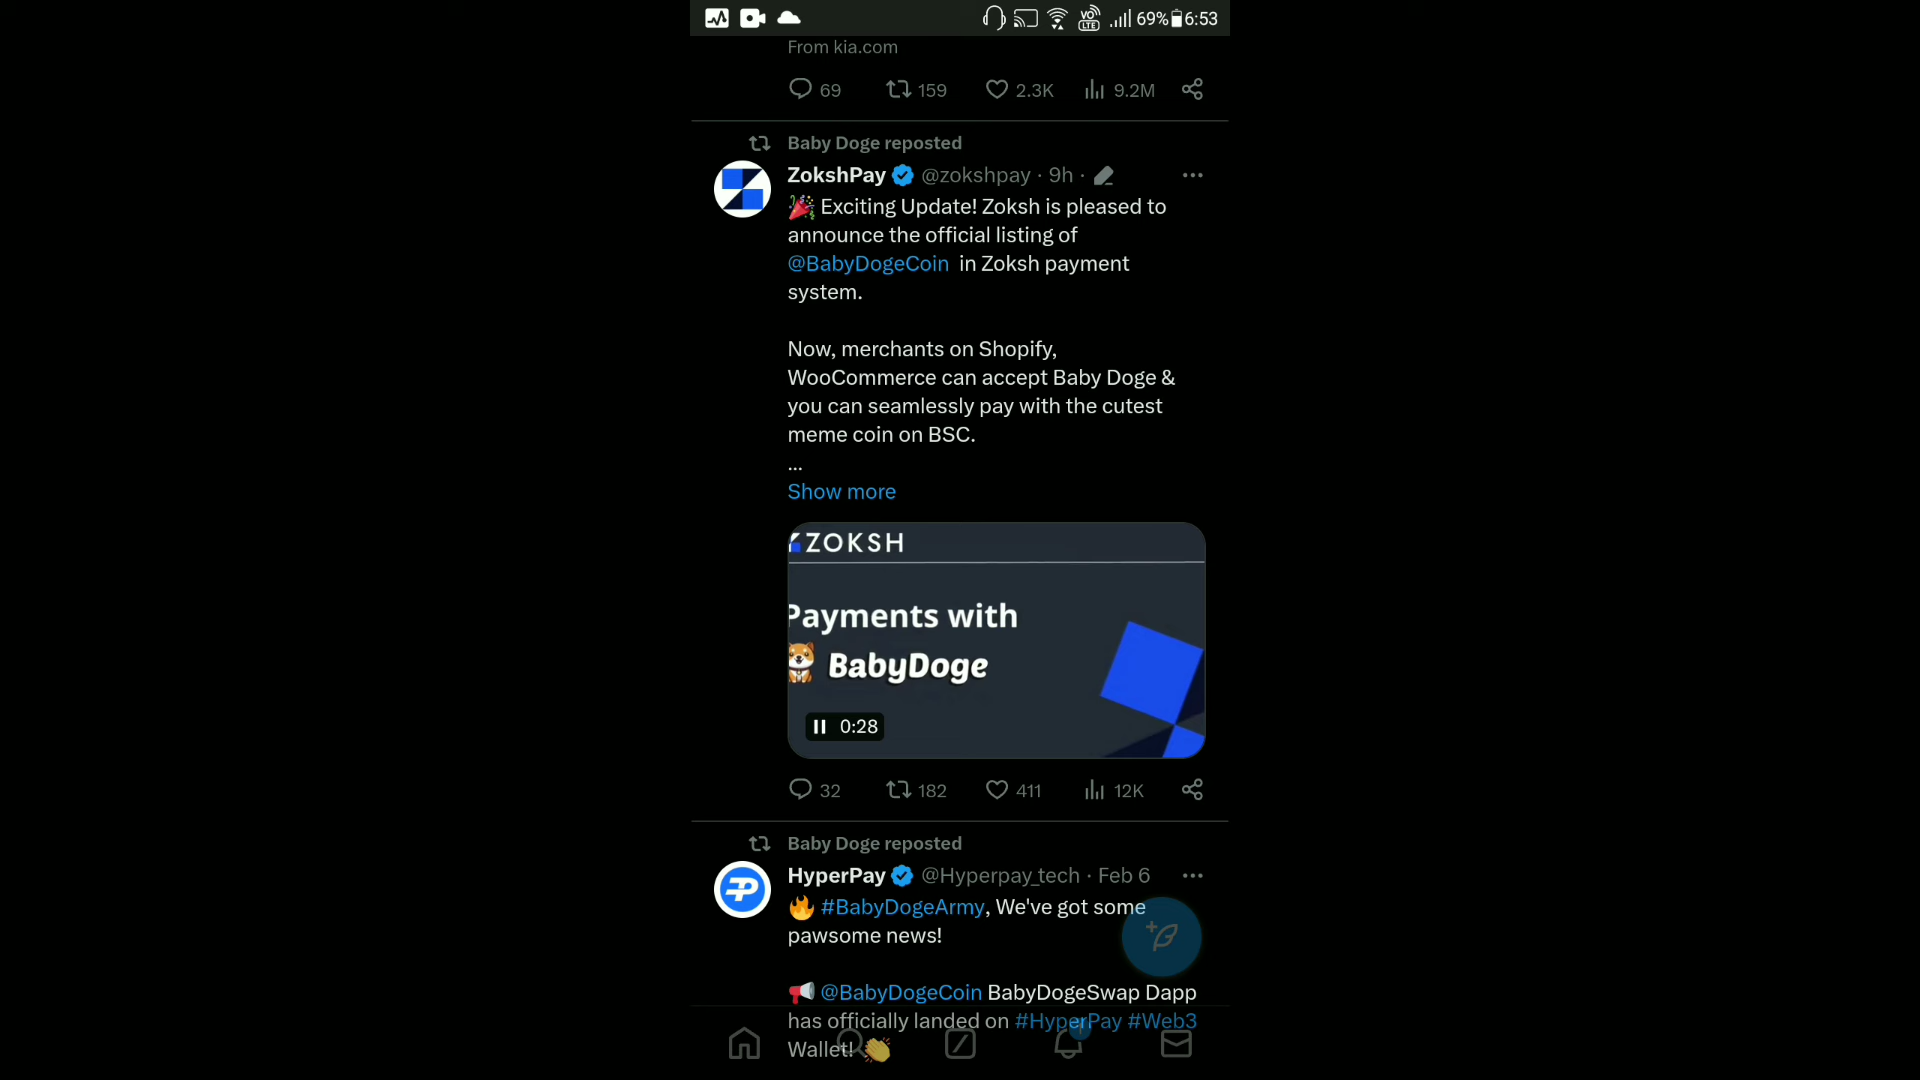 69% 6:53
From kia.com
69 159 2.3K 9.2M
Baby Doge reposted
ZokshPay @zokshpay · 9h ·
🎉 Exciting Update! Zoksh is pleased to
announce the official listing of
@BabyDogeCoin in Zoksh payment
system.
Now, merchants on Shopify,
WooCommerce can accept Baby Doge &
you can seamlessly pay with the cutest
meme coin on BSC.
...
Show more
ZOKSH
Payments with
BabyDoge
0:28
32 182 411 12K
Baby Doge reposted
HyperPay @Hyperpay_tech · Feb 6
🔥 #BabyDogeArmy, We've got some
pawsome news!
📢 @BabyDogeCoin BabyDogeSwap Dapp
has officially landed on #HyperPay #Web3
Wallet! 👏